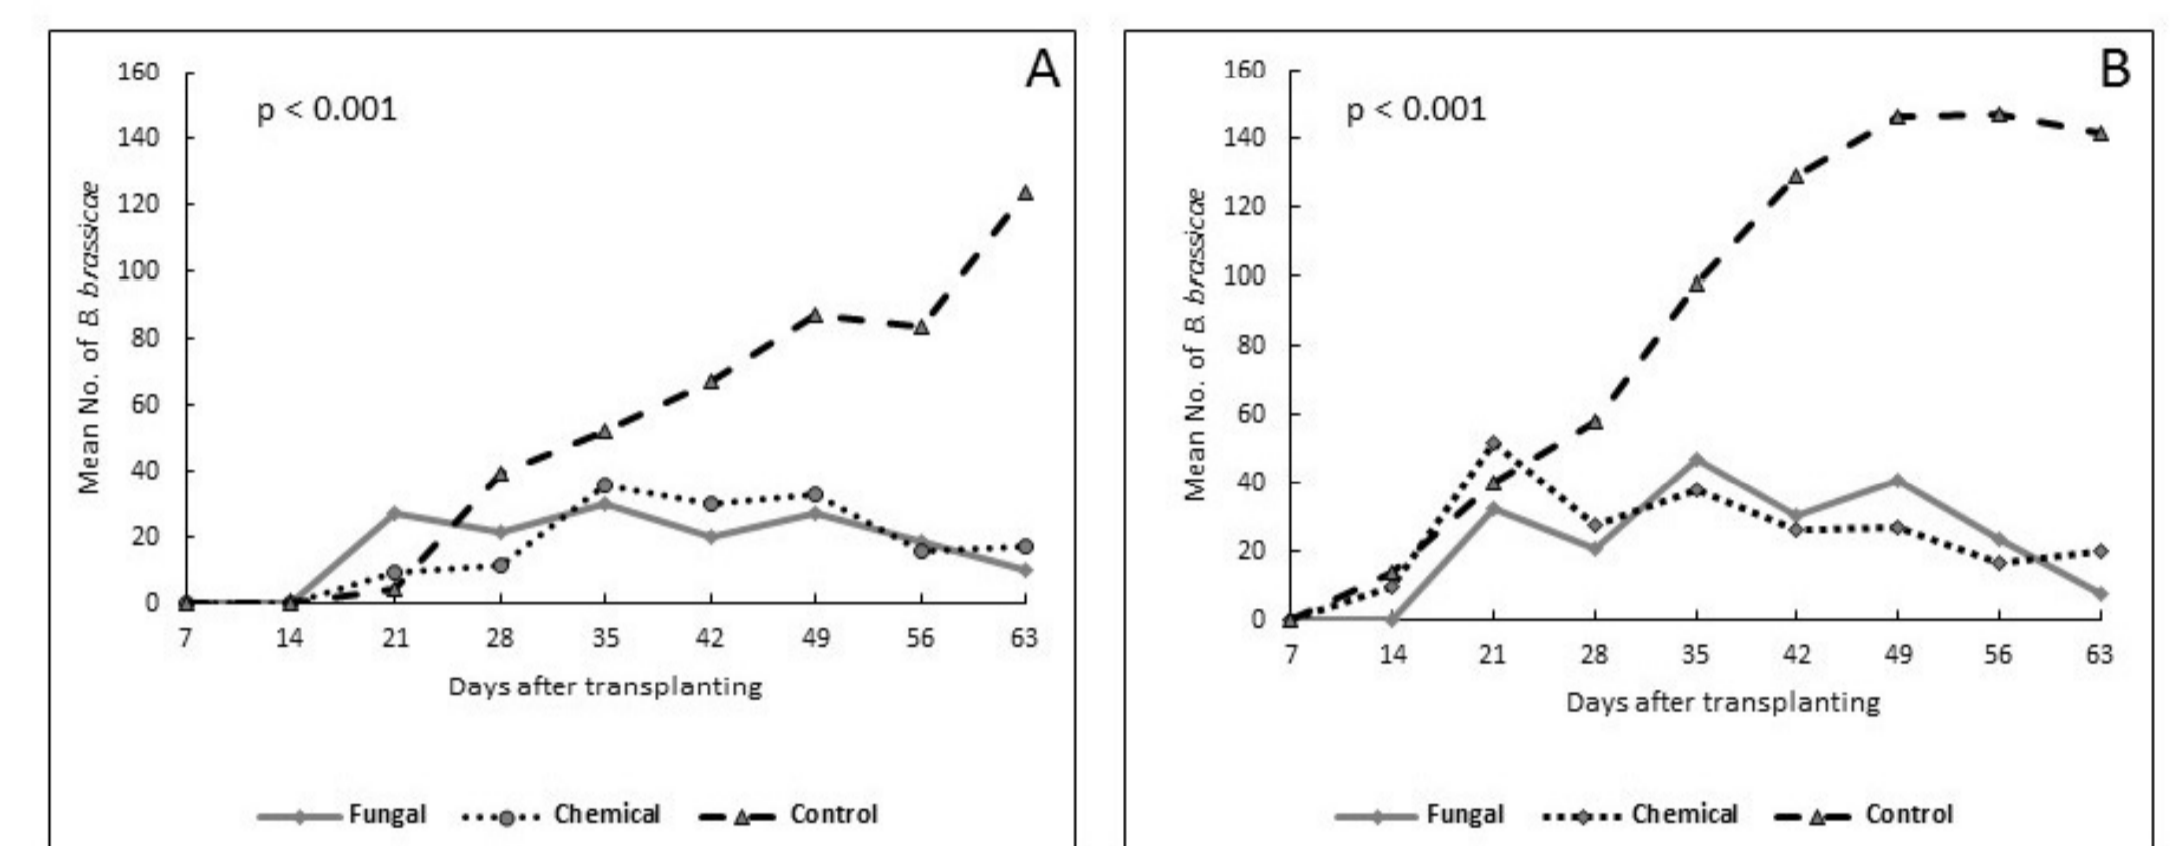 A
p < 0.001
160
140
120
100
80
60
40
20
0
Mean No. of B. brassicae
7 14 21 28 35 42 49 56 63
Days after transplanting
Fungal Chemical Control
B
p < 0.001
160
140
120
100
80
60
40
20
0
Mean No. of B. brassicae
7 14 21 28 35 42 49 56 63
Days after transplanting
Fungal Chemical Control